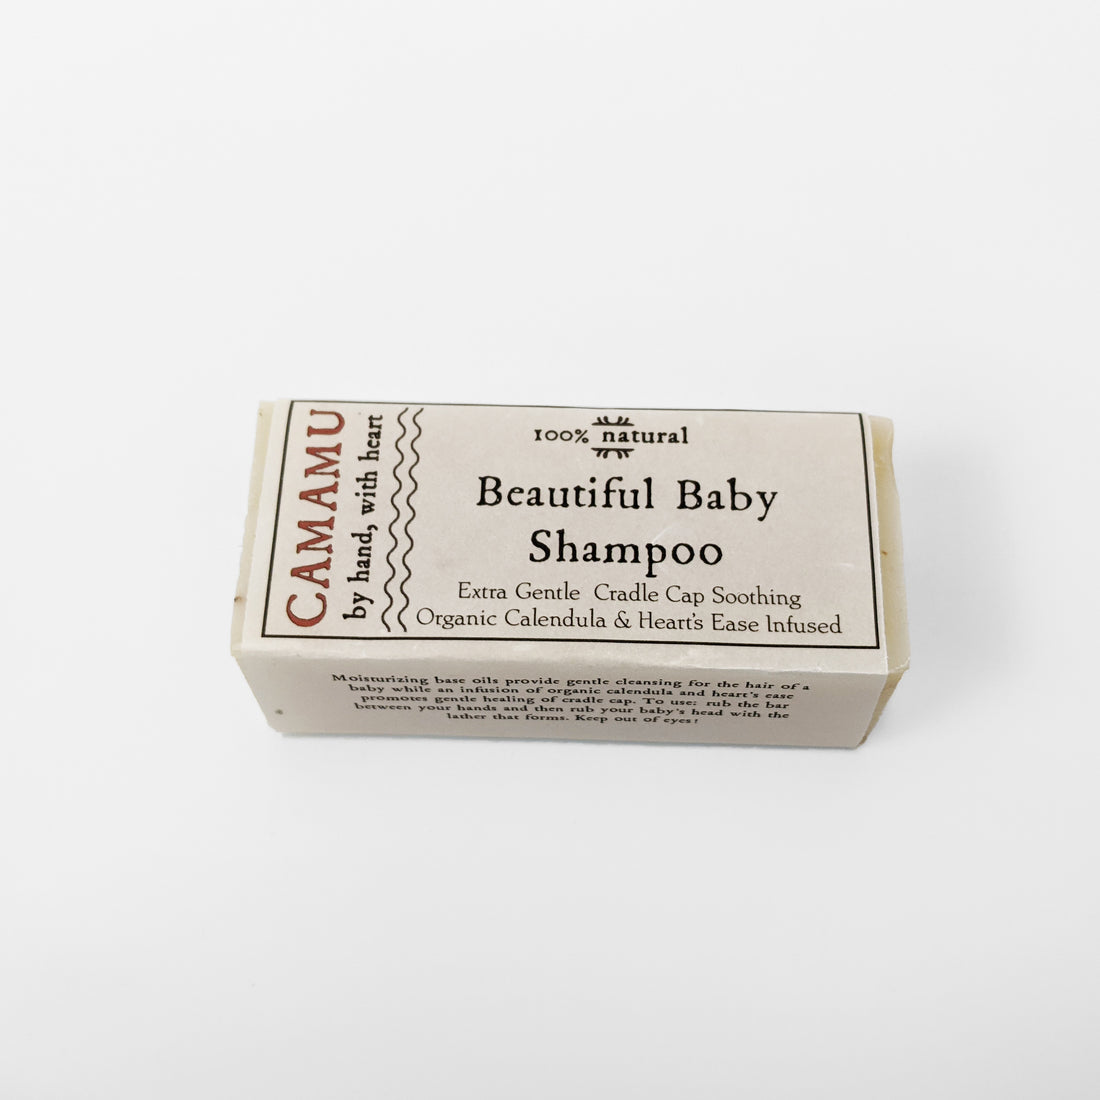 CAMAMU
by hand, with heart
100% natural
Beautiful Baby
Shampoo
Extra Gentle Cradle Cap Soothing
Organic Calendula & Heart's Ease Infused
Moisturizing base oils provide gentle cleansing for the hair of a
baby while an infusion of organic calendula and heart's ease
promotes gentle healing of cradle cap. To use: rub the bar
between your hands and then rub your baby's head with the
lather that forms. Keep out of eyes!